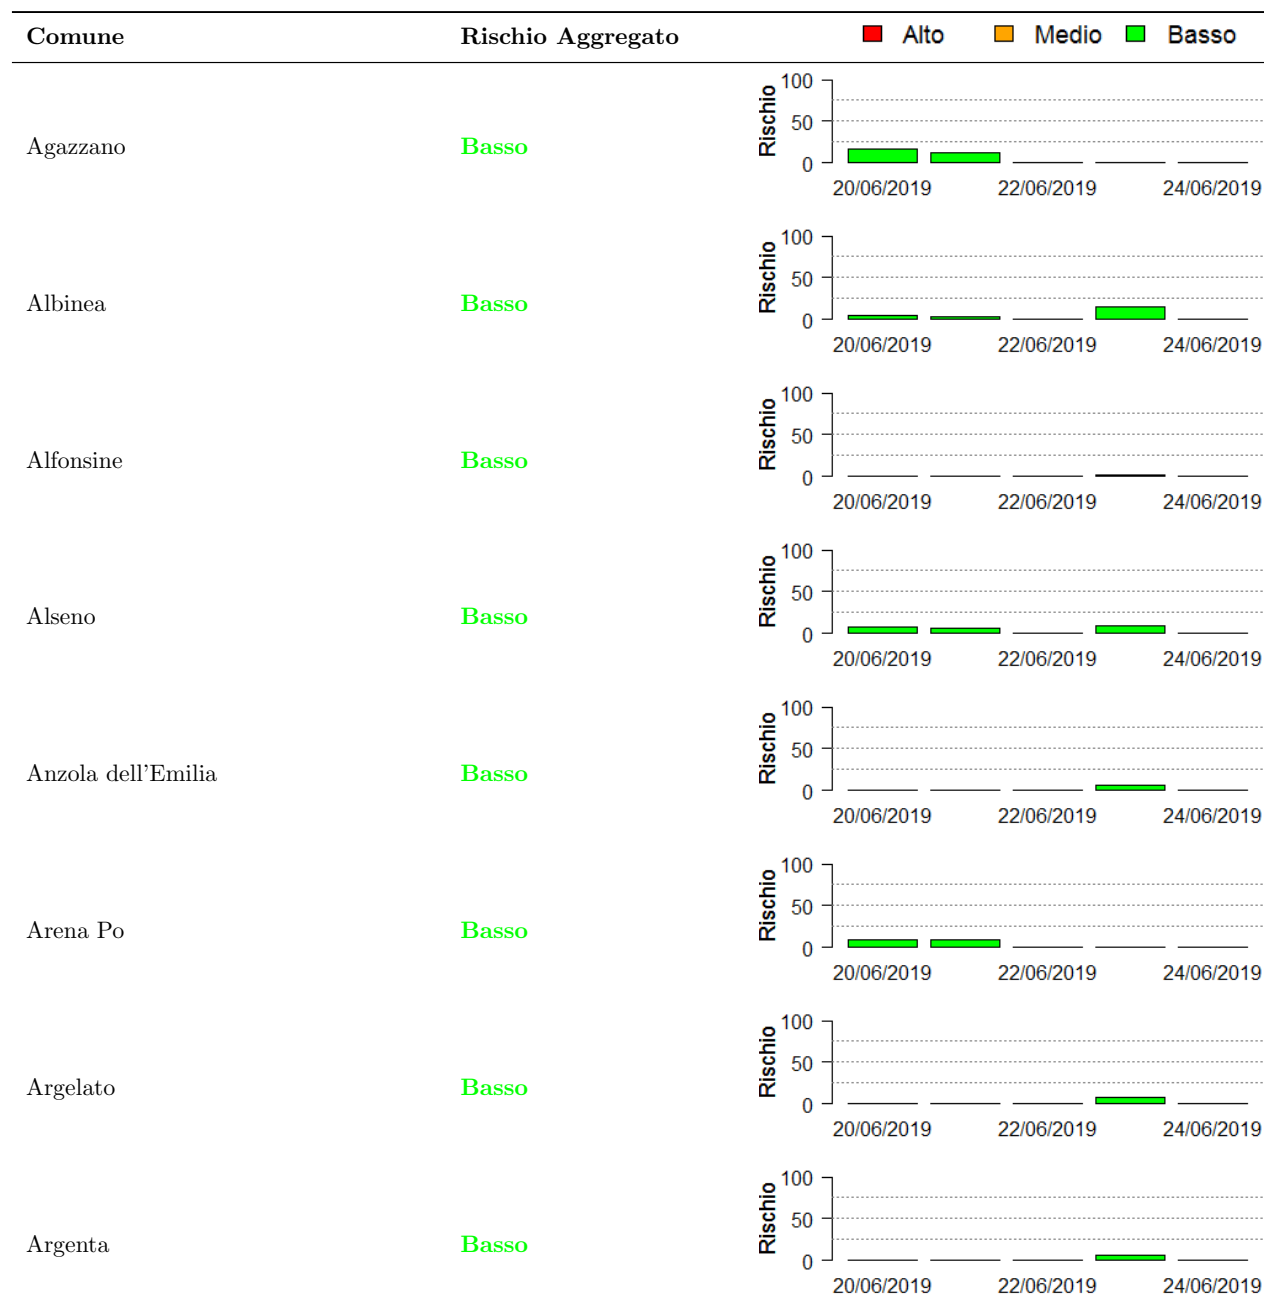 Comune Rischio Aggregato Alto Medio Basso
100
50
0
Rischio
Agazzano Basso
20/06/2019 22/06/2019 24/06/2019
100
50
0
Rischio
Albinea Basso
20/06/2019 22/06/2019 24/06/2019
100
50
0
Rischio
Alfonsine Basso
20/06/2019 22/06/2019 24/06/2019
100
50
0
Rischio
Alseno Basso
20/06/2019 22/06/2019 24/06/2019
100
50
0
Rischio
Anzola dell'Emilia Basso
20/06/2019 22/06/2019 24/06/2019
100
50
0
Rischio
Arena Po Basso
20/06/2019 22/06/2019 24/06/2019
100
50
0
Rischio
Argelato Basso
20/06/2019 22/06/2019 24/06/2019
100
50
0
Rischio
Argenta Basso
20/06/2019 22/06/2019 24/06/2019